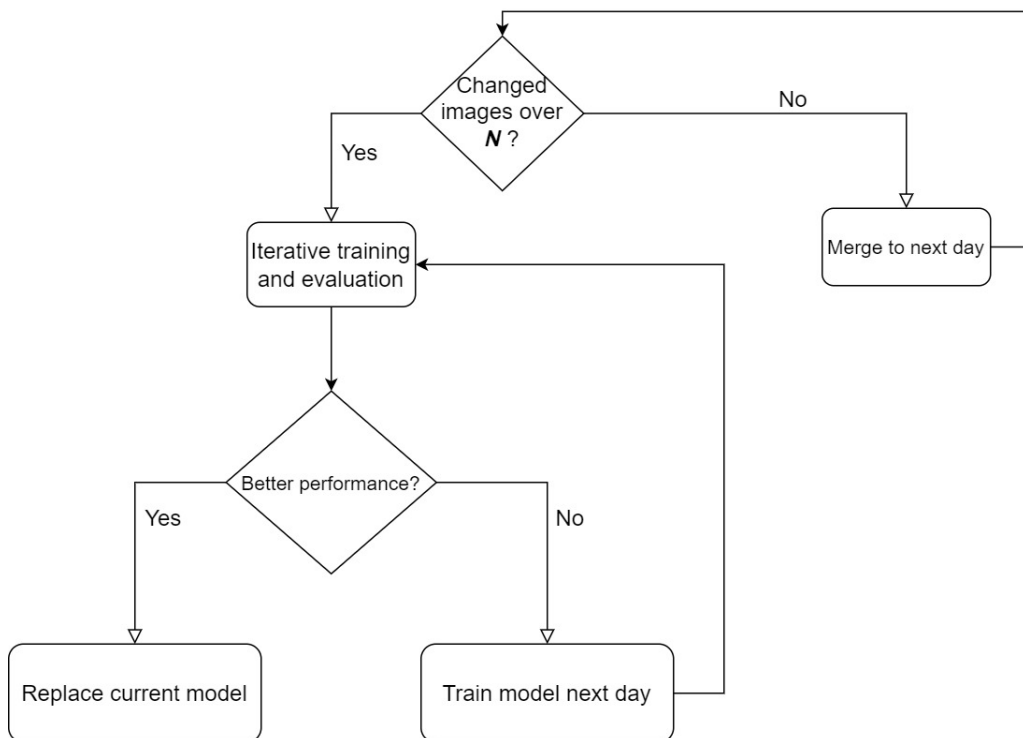 Changed
images over
N ?
No
Yes
Merge to next day
Iterative training
and evaluation
Better performance?
Yes
No
Replace current model
Train model next day